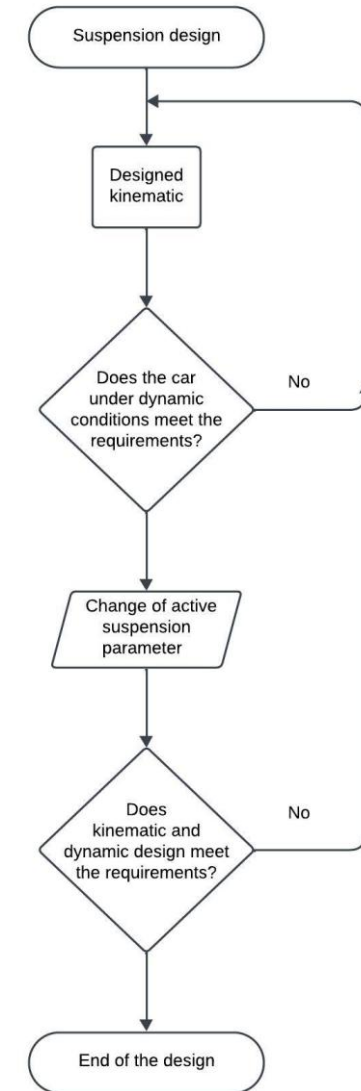 Suspension design
Designed
kinematic
Does the car
under dynamic
conditions meet the
requirements?
No
Change of active
suspension
parameter
Does
kinematic and
dynamic design meet
the requirements?
No
End of the design